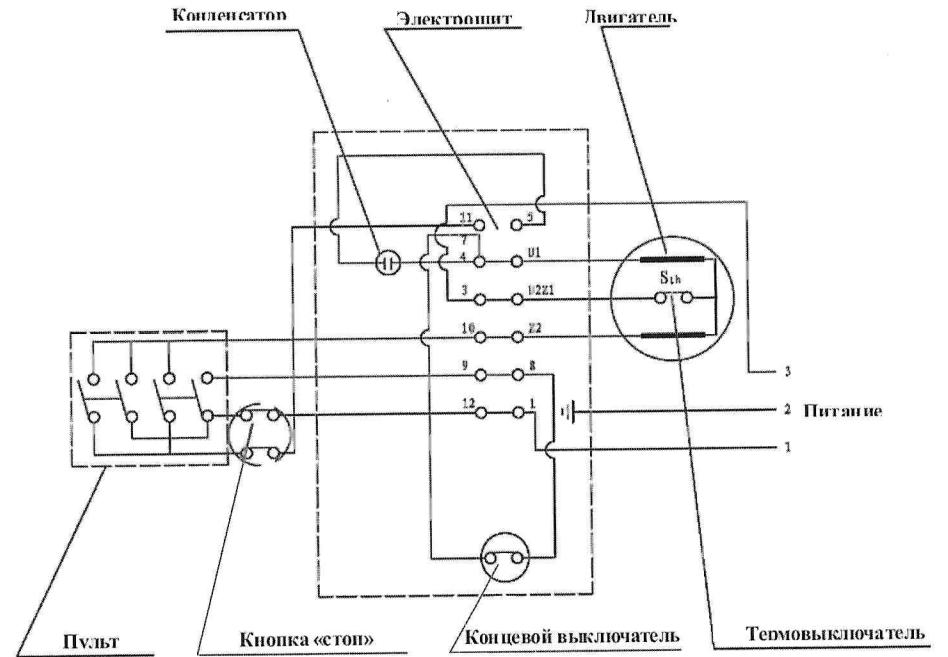 Конденсатор
Электрощит
Двигатель
11
5
7
4
U1
Sth
3
U2Z1
10
Z2
9
8
3
12
1
2 Питание
1
Пульт
Кнопка «стоп»
Концевой выключатель
Термовыключатель